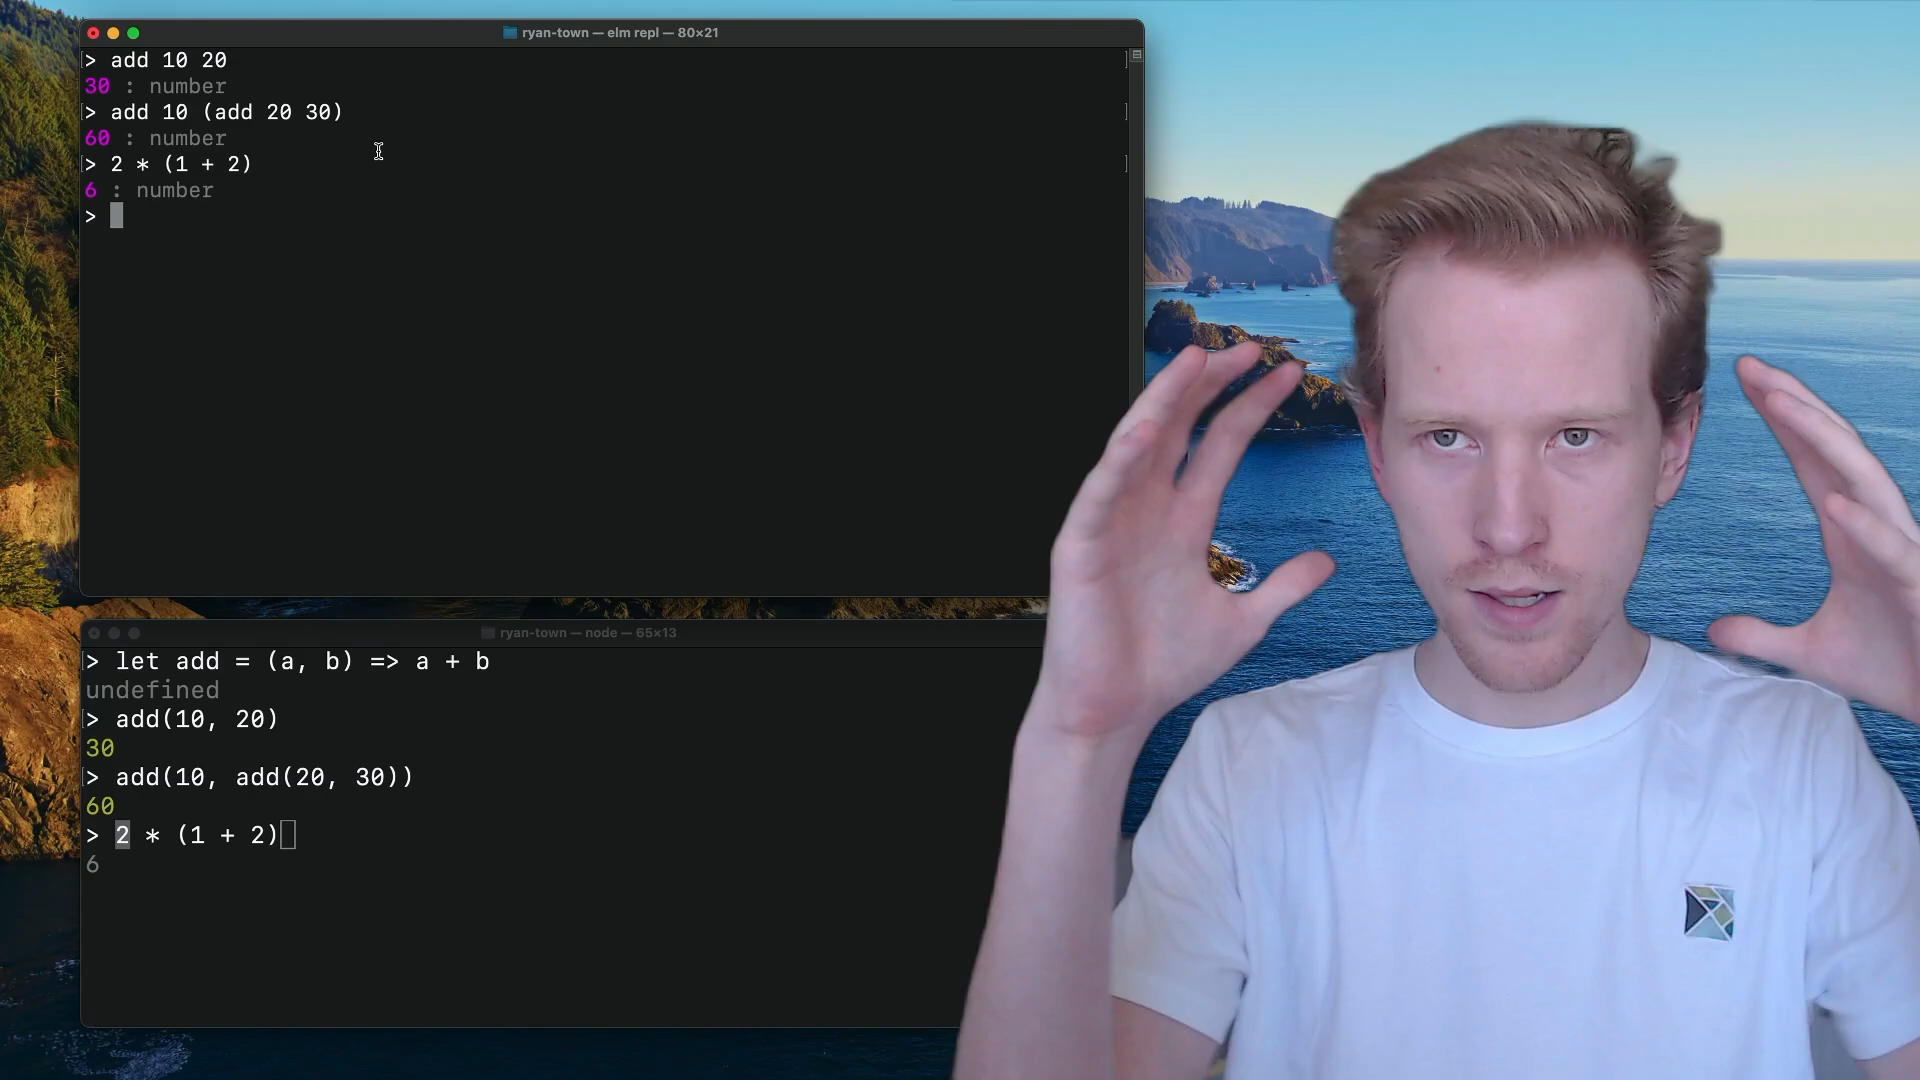 ryan-town — elm repl — 80×21
> add 10 20
30 : number
> add 10 (add 20 30)
60 : number
> 2 * (1 + 2)
6 : number
>
ryan-town — node — 65×13
> let add = (a, b) => a + b
undefined
> add(10, 20)
30
> add(10, add(20, 30))
60
> 2 * (1 + 2)
6